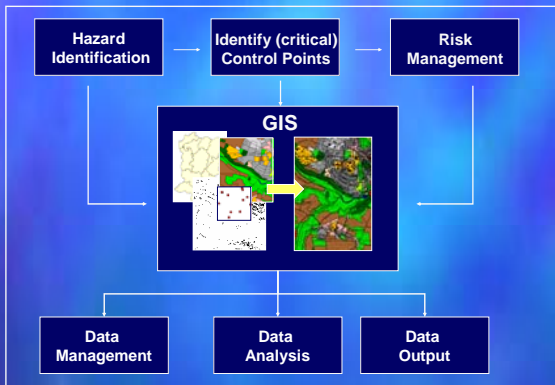 Hazard
Identification
Identify (critical)
Control Points
Risk
Management
GIS
Data
Management
Data
Analysis
Data
Output